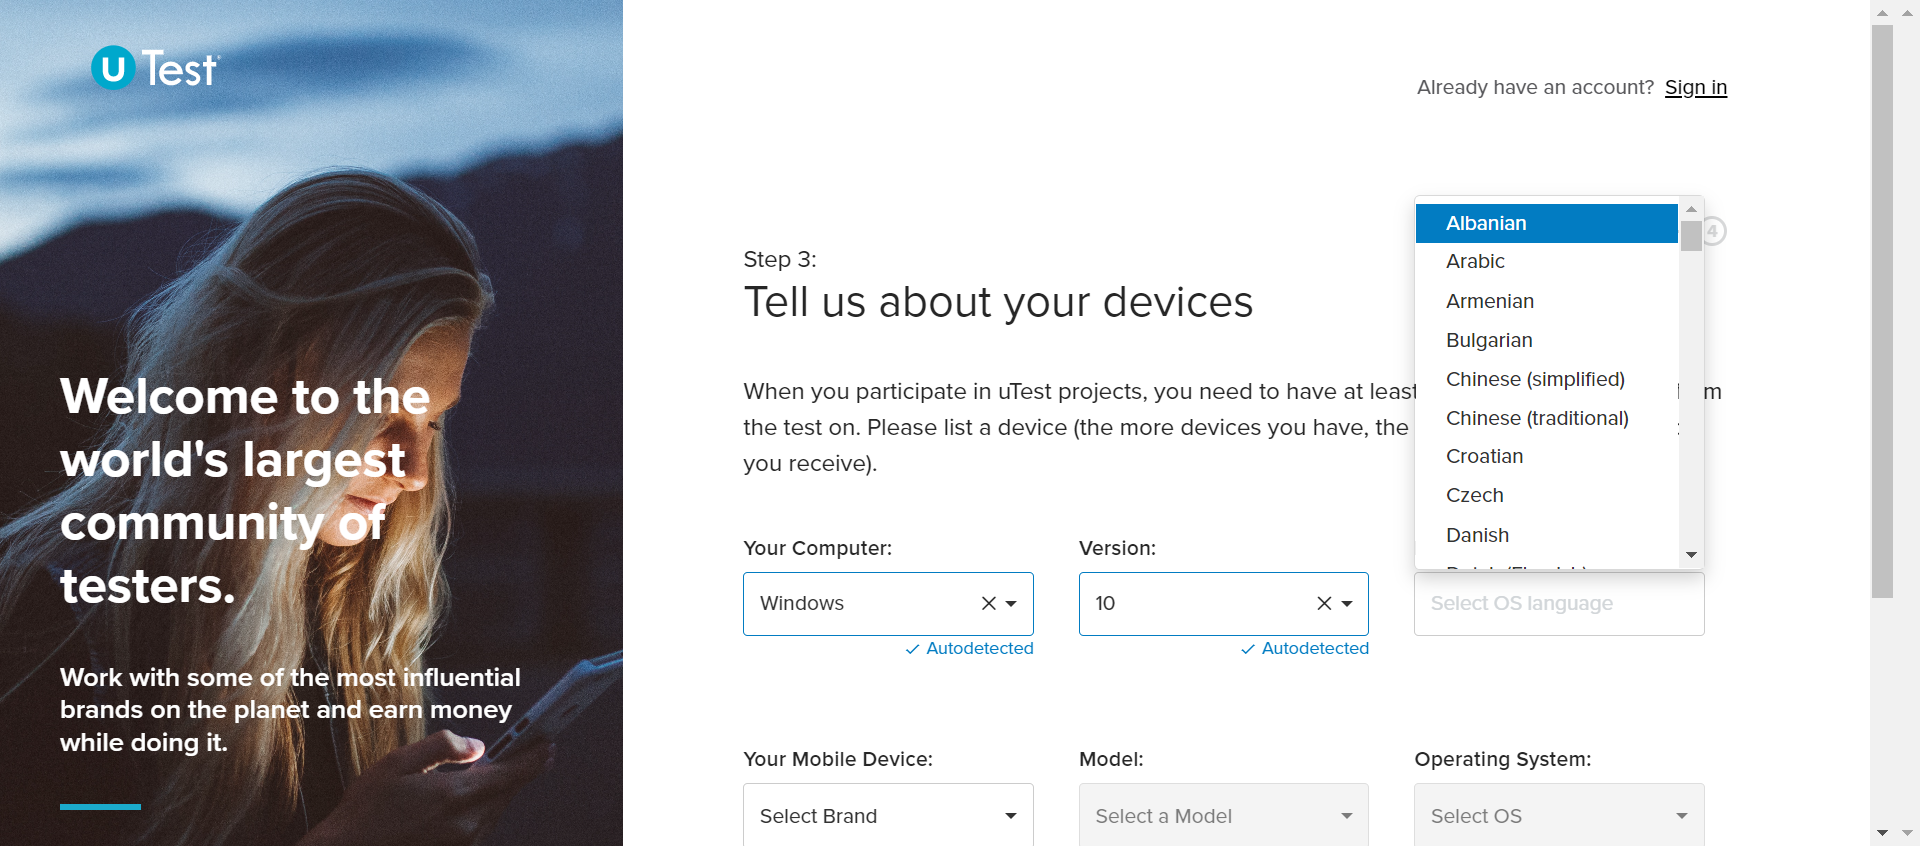 uTest
Already have an account? Sign in
4
Step 3:
Tell us about your devices
Albanian
Arabic
Armenian
Bulgarian
Chinese (simplified)
Chinese (traditional)
Croatian
Czech
Danish
When you participate in uTest projects, you need to have at least
the test on. Please list a device (the more devices you have, the
you receive).
Welcome to the
world's largest
community of
testers.
Work with some of the most influential
brands on the planet and earn money
while doing it.
Your Computer: Version:
Windows 10 Select OS language
Autodetected Autodetected
Your Mobile Device: Model: Operating System:
Select Brand Select a Model Select OS